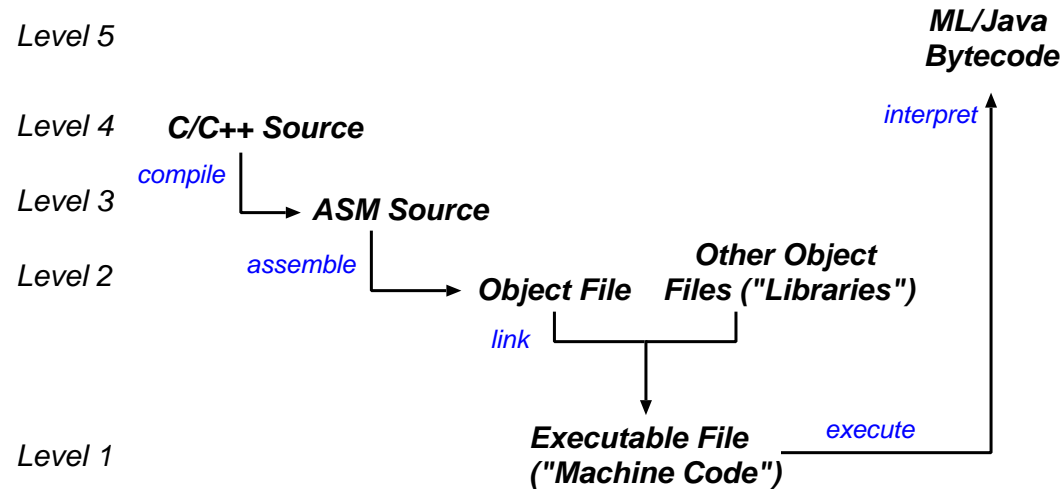 Level 5
ML/Java
Bytecode
Level 4
C/C++ Source
interpret
compile
Level 3
ASM Source
Level 2
assemble
Object File
Other Object
Files ("Libraries")
link
Level 1
Executable File
("Machine Code")
execute